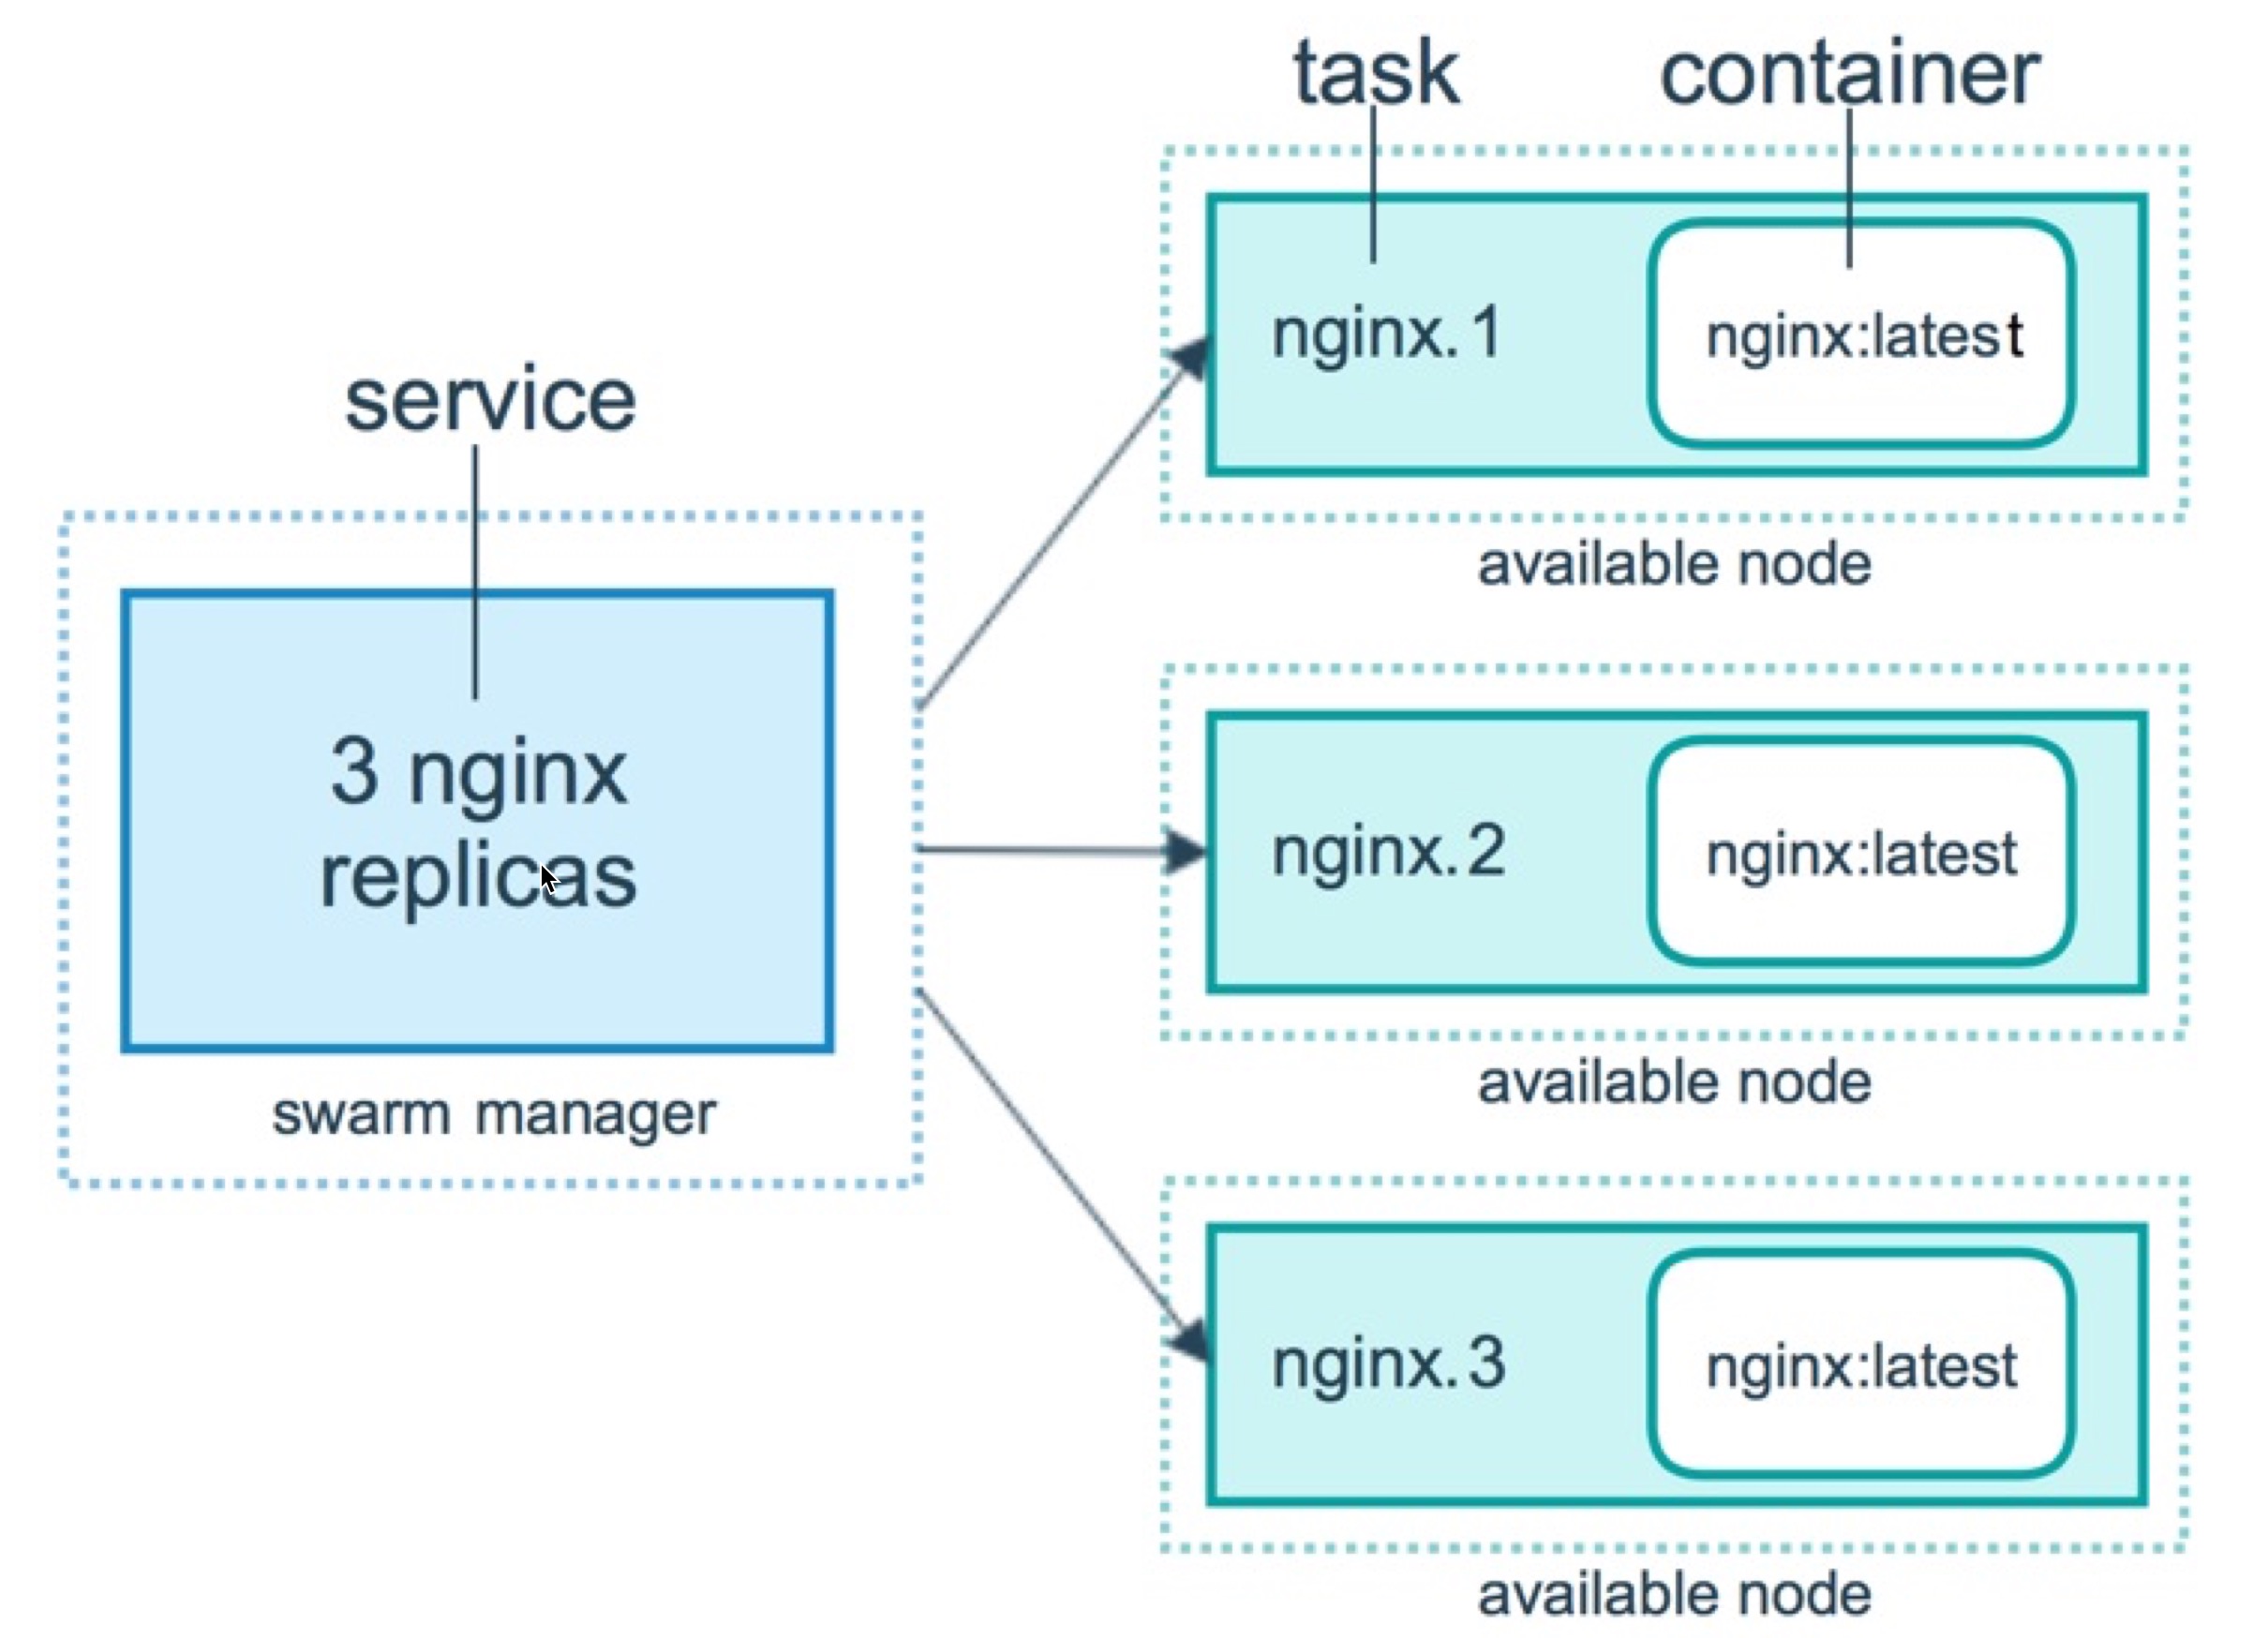 task
container
nginx.1
nginx:latest
available node
service
3 nginx
replicas
swarm manager
nginx.2
nginx:latest
available node
nginx.3
nginx:latest
available node